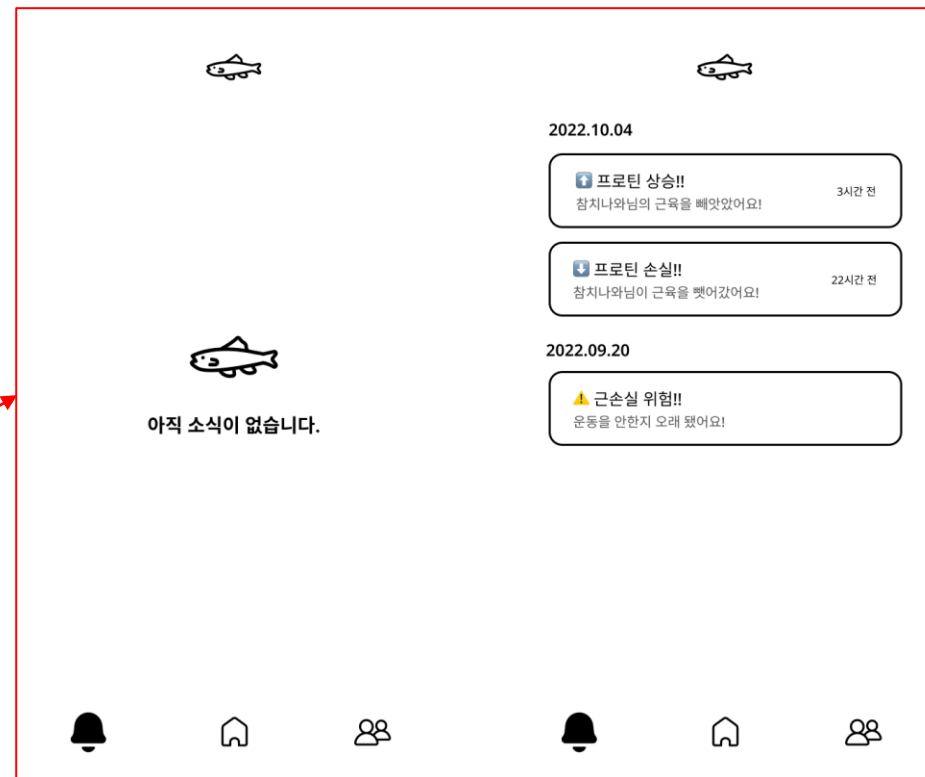 아직 소식이 없습니다.
2022.10.04
⬆️ 프로틴 상승!!
참치나와님의 근육을 빼앗았어요!
3시간 전
⬇️ 프로틴 손실!!
참치나와님이 근육을 뺏어갔어요!
22시간 전
2022.09.20
⚠️ 근손실 위험!!
운동을 안한지 오래 됐어요!